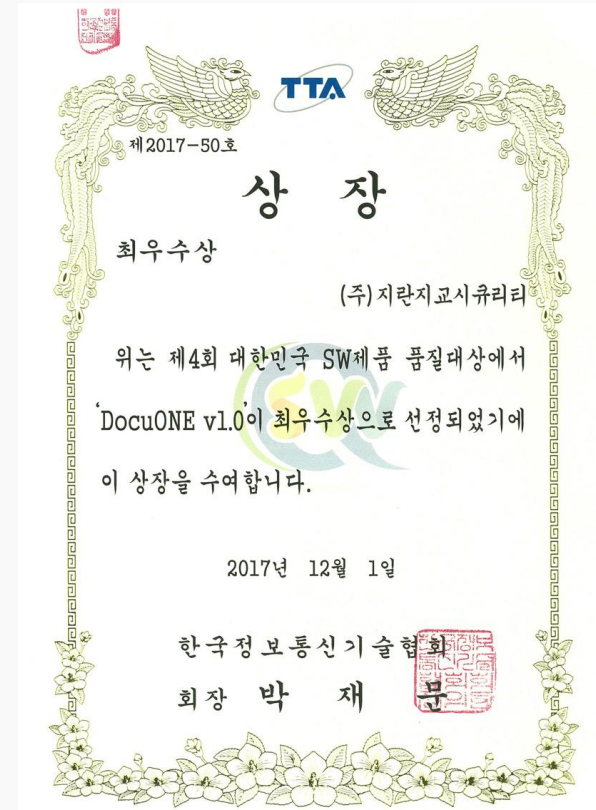 TTA
제2017-50호
상 장
최우수상
(주)지란지교시큐리티
위는 제4회 대한민국 SW제품 품질대상에서
'DocuONE v1.0'이 최우수상으로 선정되었기에
이 상장을 수여합니다.
2017년 12월 1일
한국정보통신기술협회
회장 박 재 문